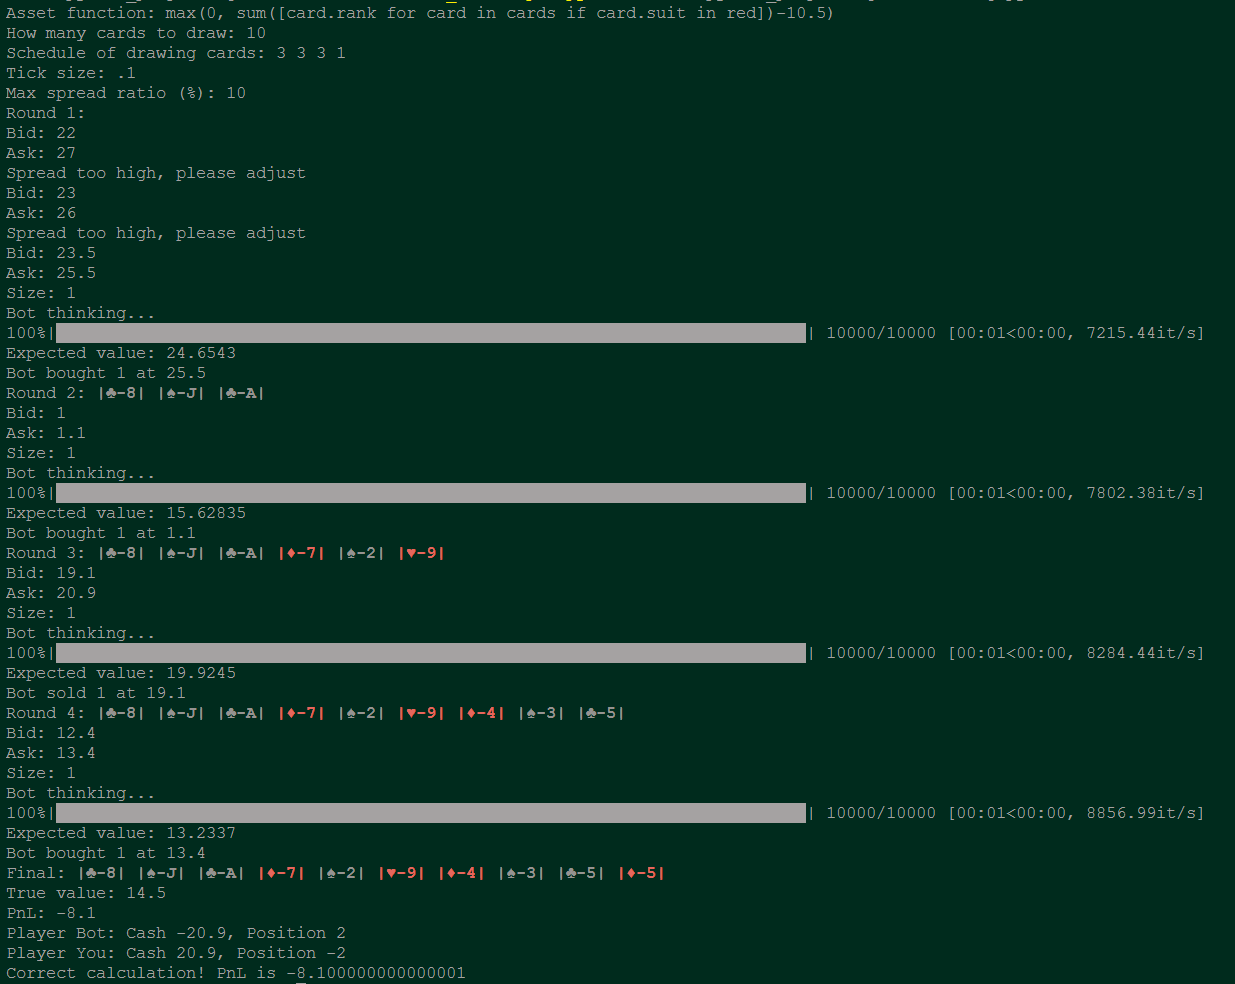 Asset function: max(0, sum([card.rank for card in cards if card.suit in red])-10.5)
How many cards to draw: 10
Schedule of drawing cards: 3 3 3 1
Tick size: .1
Max spread ratio (%): 10
Round 1:
Bid: 22
Ask: 27
Spread too high, please adjust
Bid: 23
Ask: 26
Spread too high, please adjust
Bid: 23.5
Ask: 25.5
Size: 1
Bot thinking...
100%| | 10000/10000 [00:01<00:00, 7215.44it/s]
Expected value: 24.6543
Bot bought 1 at 25.5
Round 2: |♣-8| |♠-J| |♣-A|
Bid: 1
Ask: 1.1
Size: 1
Bot thinking...
100%| | 10000/10000 [00:01<00:00, 7802.38it/s]
Expected value: 15.62835
Bot bought 1 at 1.1
Round 3: |♣-8| |♠-J| |♣-A| |♦-7| |♠-2| |♥-9|
Bid: 19.1
Ask: 20.9
Size: 1
Bot thinking...
100%| | 10000/10000 [00:01<00:00, 8284.44it/s]
Expected value: 19.9245
Bot sold 1 at 19.1
Round 4: |♣-8| |♠-J| |♣-A| |♦-7| |♠-2| |♥-9| |♦-4| |♠-3| |♣-5|
Bid: 12.4
Ask: 13.4
Size: 1
Bot thinking...
100%| | 10000/10000 [00:01<00:00, 8856.99it/s]
Expected value: 13.2337
Bot bought 1 at 13.4
Final: |♣-8| |♠-J| |♣-A| |♦-7| |♠-2| |♥-9| |♦-4| |♠-3| |♣-5| |♦-5|
True value: 14.5
PnL: -8.1
Player Bot: Cash -20.9, Position 2
Player You: Cash 20.9, Position -2
Correct calculation! PnL is -8.100000000000001